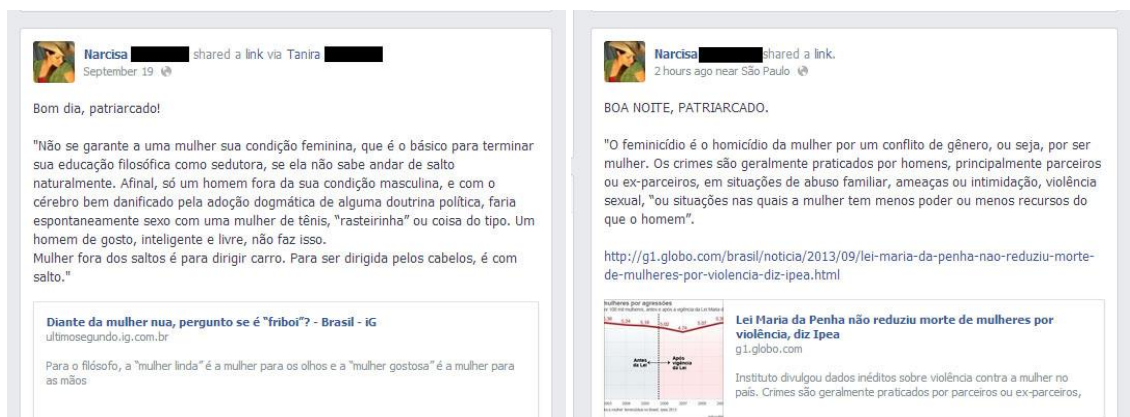 Narcisa shared a link via Tanira
September 19
Bom dia, patriarcado!
"Não se garante a uma mulher sua condição feminina, que é o básico para terminar
sua educação filosófica como sedutora, se ela não sabe andar de salto
naturalmente. Afinal, só um homem fora da sua condição masculina, e com o
cérebro bem danificado pela adoção dogmática de alguma doutrina política, faria
espontaneamente sexo com uma mulher de tênis, "rasteirinha" ou coisa do tipo. Um
homem de gosto, inteligente e livre, não faz isso.
Mulher fora dos saltos é para dirigir carro. Para ser dirigida pelos cabelos, é com
salto."
Diante da mulher nua, pergunto se é "friboi"? - Brasil - iG
ultimosegundo.ig.com.br
Para o filósofo, a "mulher linda" é a mulher para os olhos e a "mulher gostosa" é a mulher para
as mãos
Narcisa shared a link.
2 hours ago near São Paulo
BOA NOITE, PATRIARCADO.
"O feminicídio é o homicídio da mulher por um conflito de gênero, ou seja, por ser
mulher. Os crimes são geralmente praticados por homens, principalmente parceiros
ou ex-parceiros, em situações de abuso familiar, ameaças ou intimidação, violência
sexual, "ou situações nas quais a mulher tem menos poder ou menos recursos do
que o homem".
http://g1.globo.com/brasil/noticia/2013/09/lei-maria-da-penha-nao-reduziu-morte-
de-mulheres-por-violencia-diz-ipea.html
mulheres por agressões
Antes da Lei
Após vigência da Lei
Lei Maria da Penha não reduziu morte de mulheres por
violência, diz Ipea
g1.globo.com
Instituto divulgou dados inéditos sobre violência contra a mulher no
país. Crimes são geralmente praticados por parceiros ou ex-parceiros,